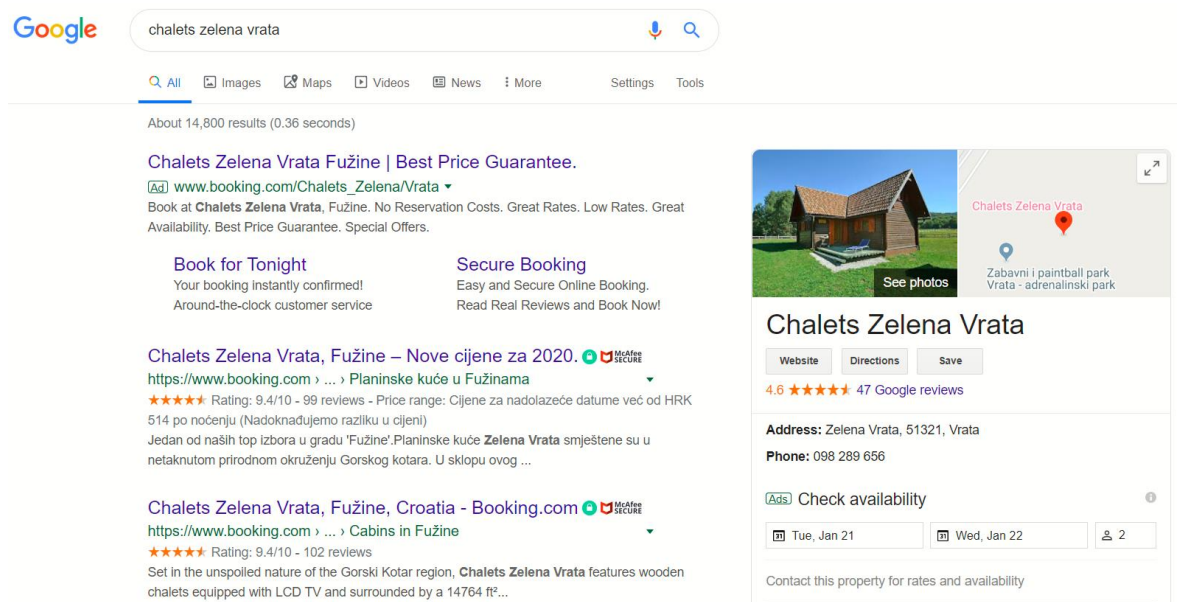 Google
chalets zelena vrata
All Images Maps Videos News More Settings Tools
About 14,800 results (0.36 seconds)
Chalets Zelena Vrata Fužine | Best Price Guarantee.
Ad www.booking.com/Chalets_Zelena/Vrata
Book at Chalets Zelena Vrata, Fužine. No Reservation Costs. Great Rates. Low Rates. Great
Availability. Best Price Guarantee. Special Offers.
Book for Tonight
Your booking instantly confirmed!
Around-the-clock customer service
Secure Booking
Easy and Secure Online Booking.
Read Real Reviews and Book Now!
Chalets Zelena Vrata, Fužine – Nove cijene za 2020. McAfee SECURE
https://www.booking.com › ... › Planinske kuće u Fužinama
Rating: 9.4/10 - 99 reviews - Price range: Cijene za nadolazeće datume već od HRK
514 po noćenju (Nadoknađujemo razliku u cijeni)
Jedan od naših top izbora u gradu 'Fužine'.Planinske kuće Zelena Vrata smještene su u
netaknutom prirodnom okruženju Gorskog kotara. U sklopu ovog ...
Chalets Zelena Vrata, Fužine, Croatia - Booking.com McAfee SECURE
https://www.booking.com › ... › Cabins in Fužine
Rating: 9.4/10 - 102 reviews
Set in the unspoiled nature of the Gorski Kotar region, Chalets Zelena Vrata features wooden
chalets equipped with LCD TV and surrounded by a 14764 ft²...
See photos
Chalets Zelena Vrata
Zabavni i paintball park
Vrata - adrenalinski park
Chalets Zelena Vrata
Website Directions Save
4.6 47 Google reviews
Address: Zelena Vrata, 51321, Vrata
Phone: 098 289 656
Ads Check availability
31 Tue, Jan 21 31 Wed, Jan 22 2
Contact this property for rates and availability